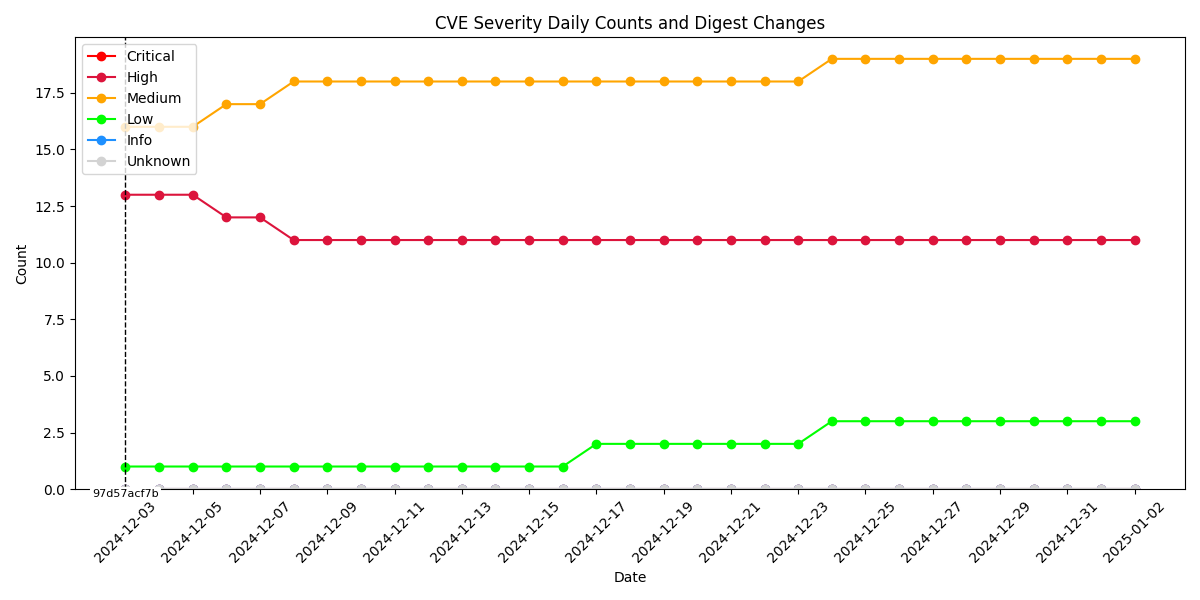 CVE Severity Daily Counts and Digest Changes
Critical
High
Medium
Low
Info
Unknown
Count
17.5
15.0
12.5
10.0
7.5
5.0
2.5
0.0
97d57acf7b
2024-12-03
2024-12-05
2024-12-07
2024-12-09
2024-12-11
2024-12-13
2024-12-15
2024-12-17
2024-12-19
2024-12-21
2024-12-23
2024-12-25
2024-12-27
2024-12-29
2024-12-31
2025-01-02
Date